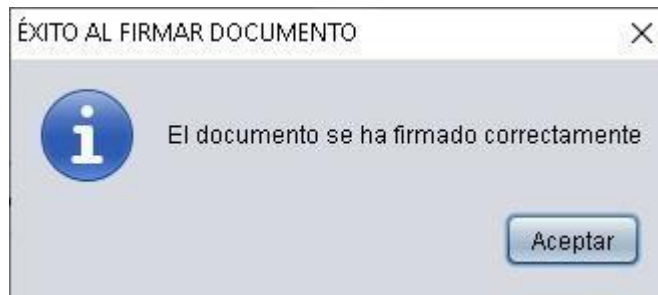 ÉXITO AL FIRMAR DOCUMENTO
El documento se ha firmado correctamente
Aceptar